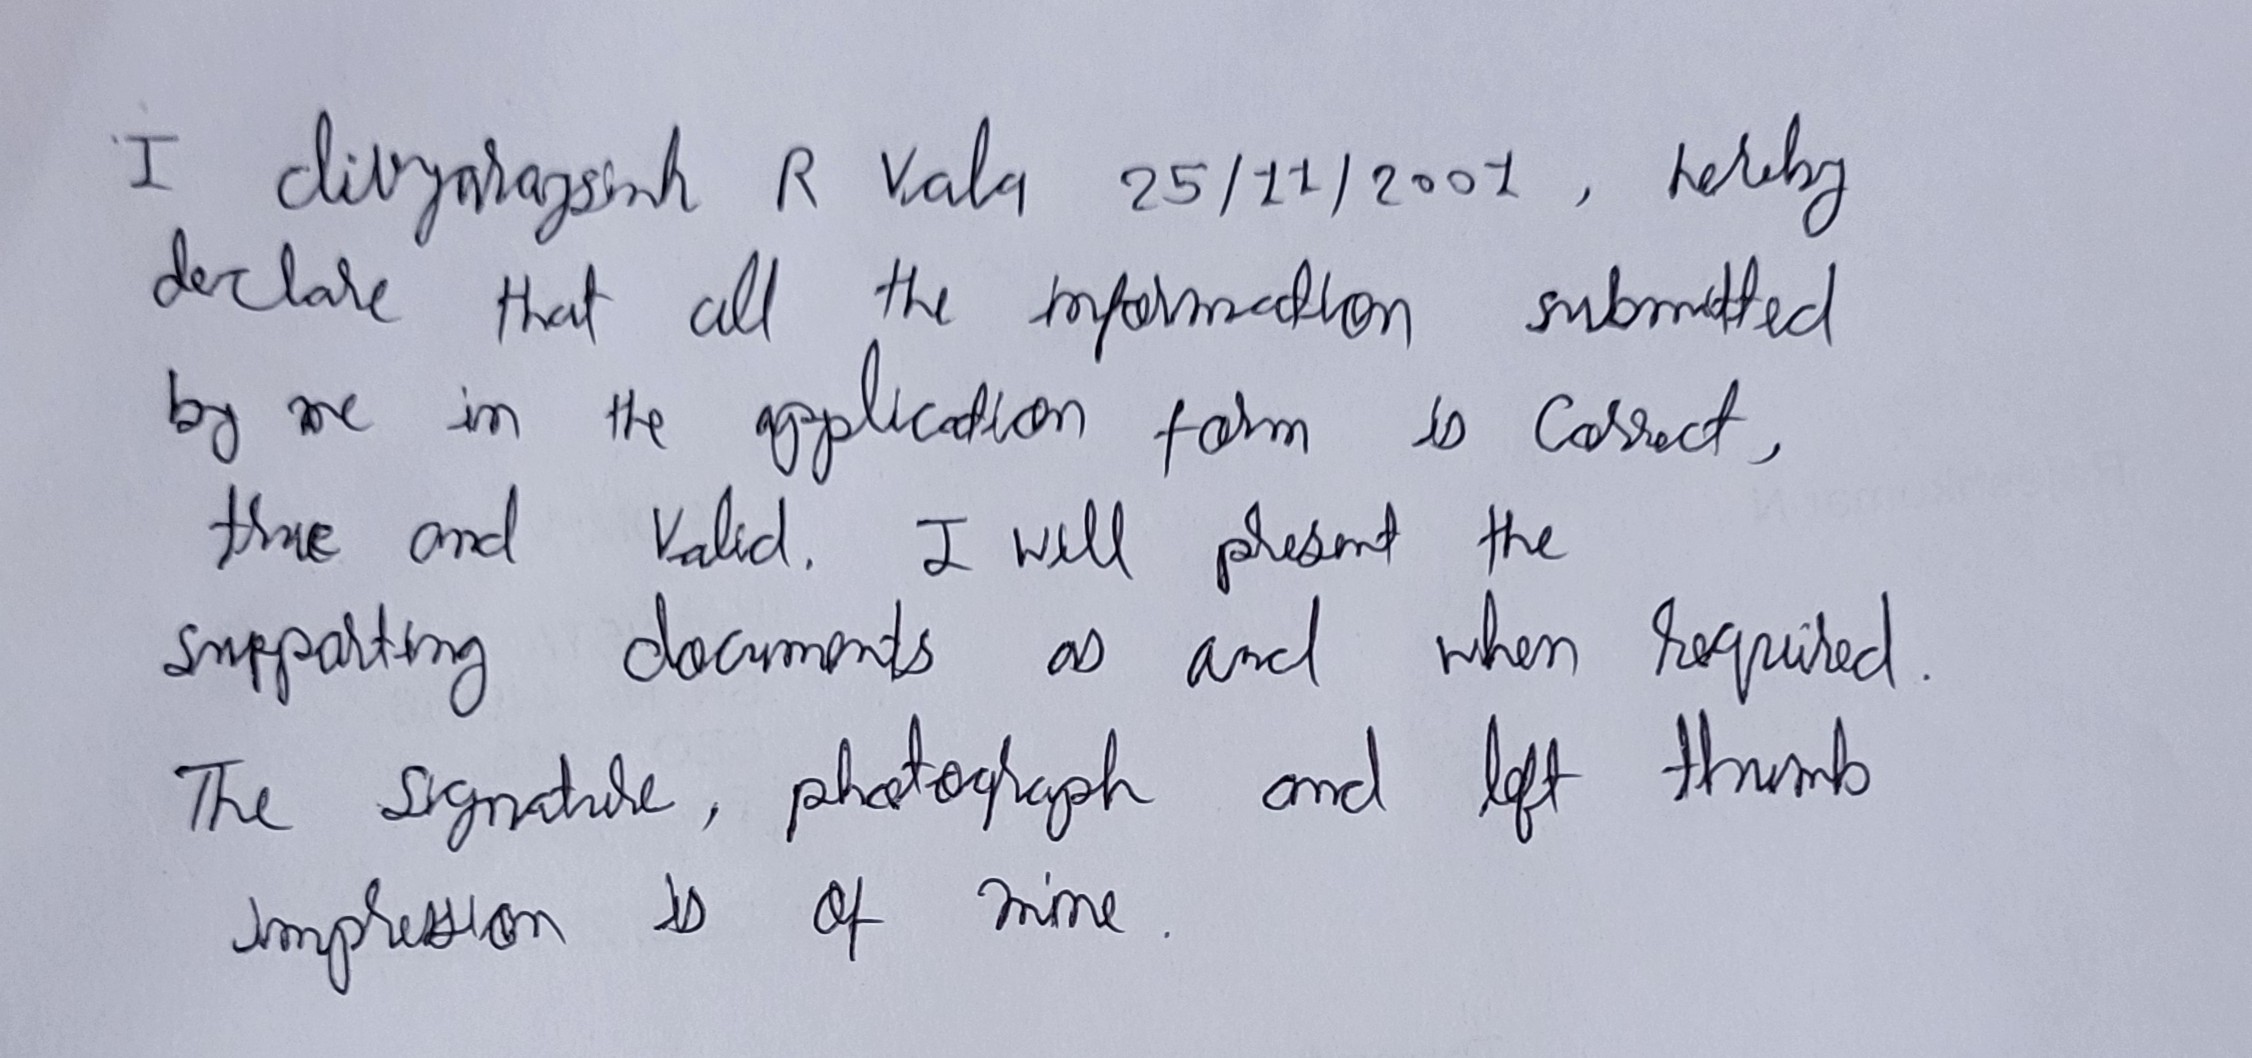 I divyarajsinh R Vala 25/11/2001, hereby
declare that all the information submitted
by me in the application form is Correct,
true and Valid. I will present the
supporting documents as and when required.
The signature, photograph and left thumb
impression is of mine.